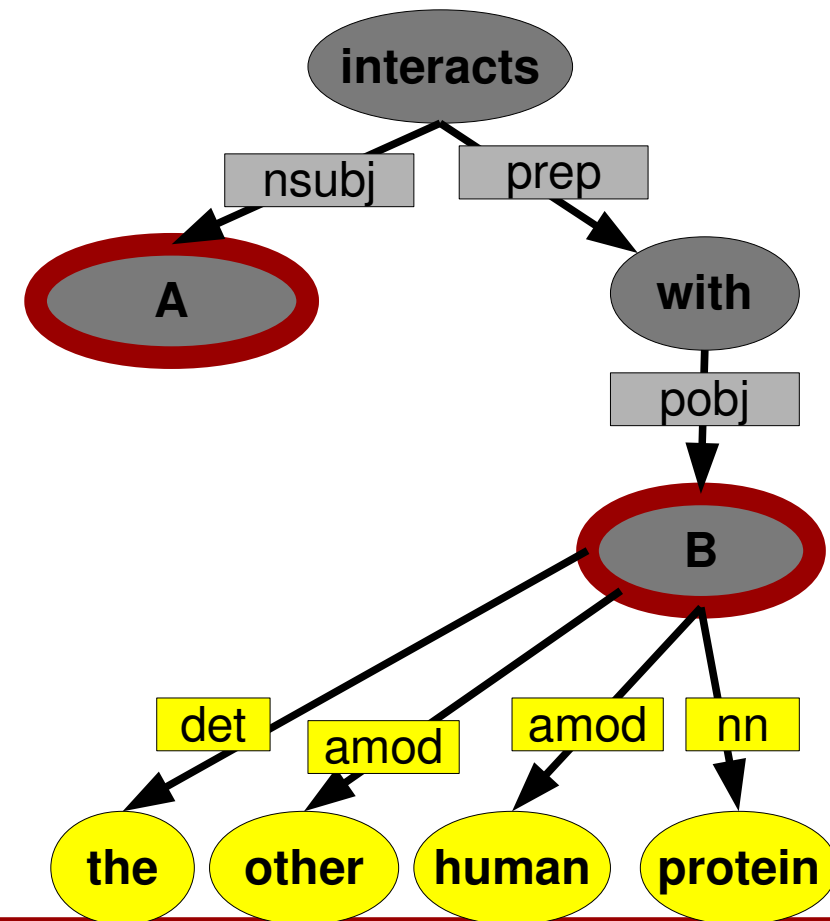 interacts
nsubj
prep
A
with
pobj
B
det
amod
amod
nn
the
other
human
protein